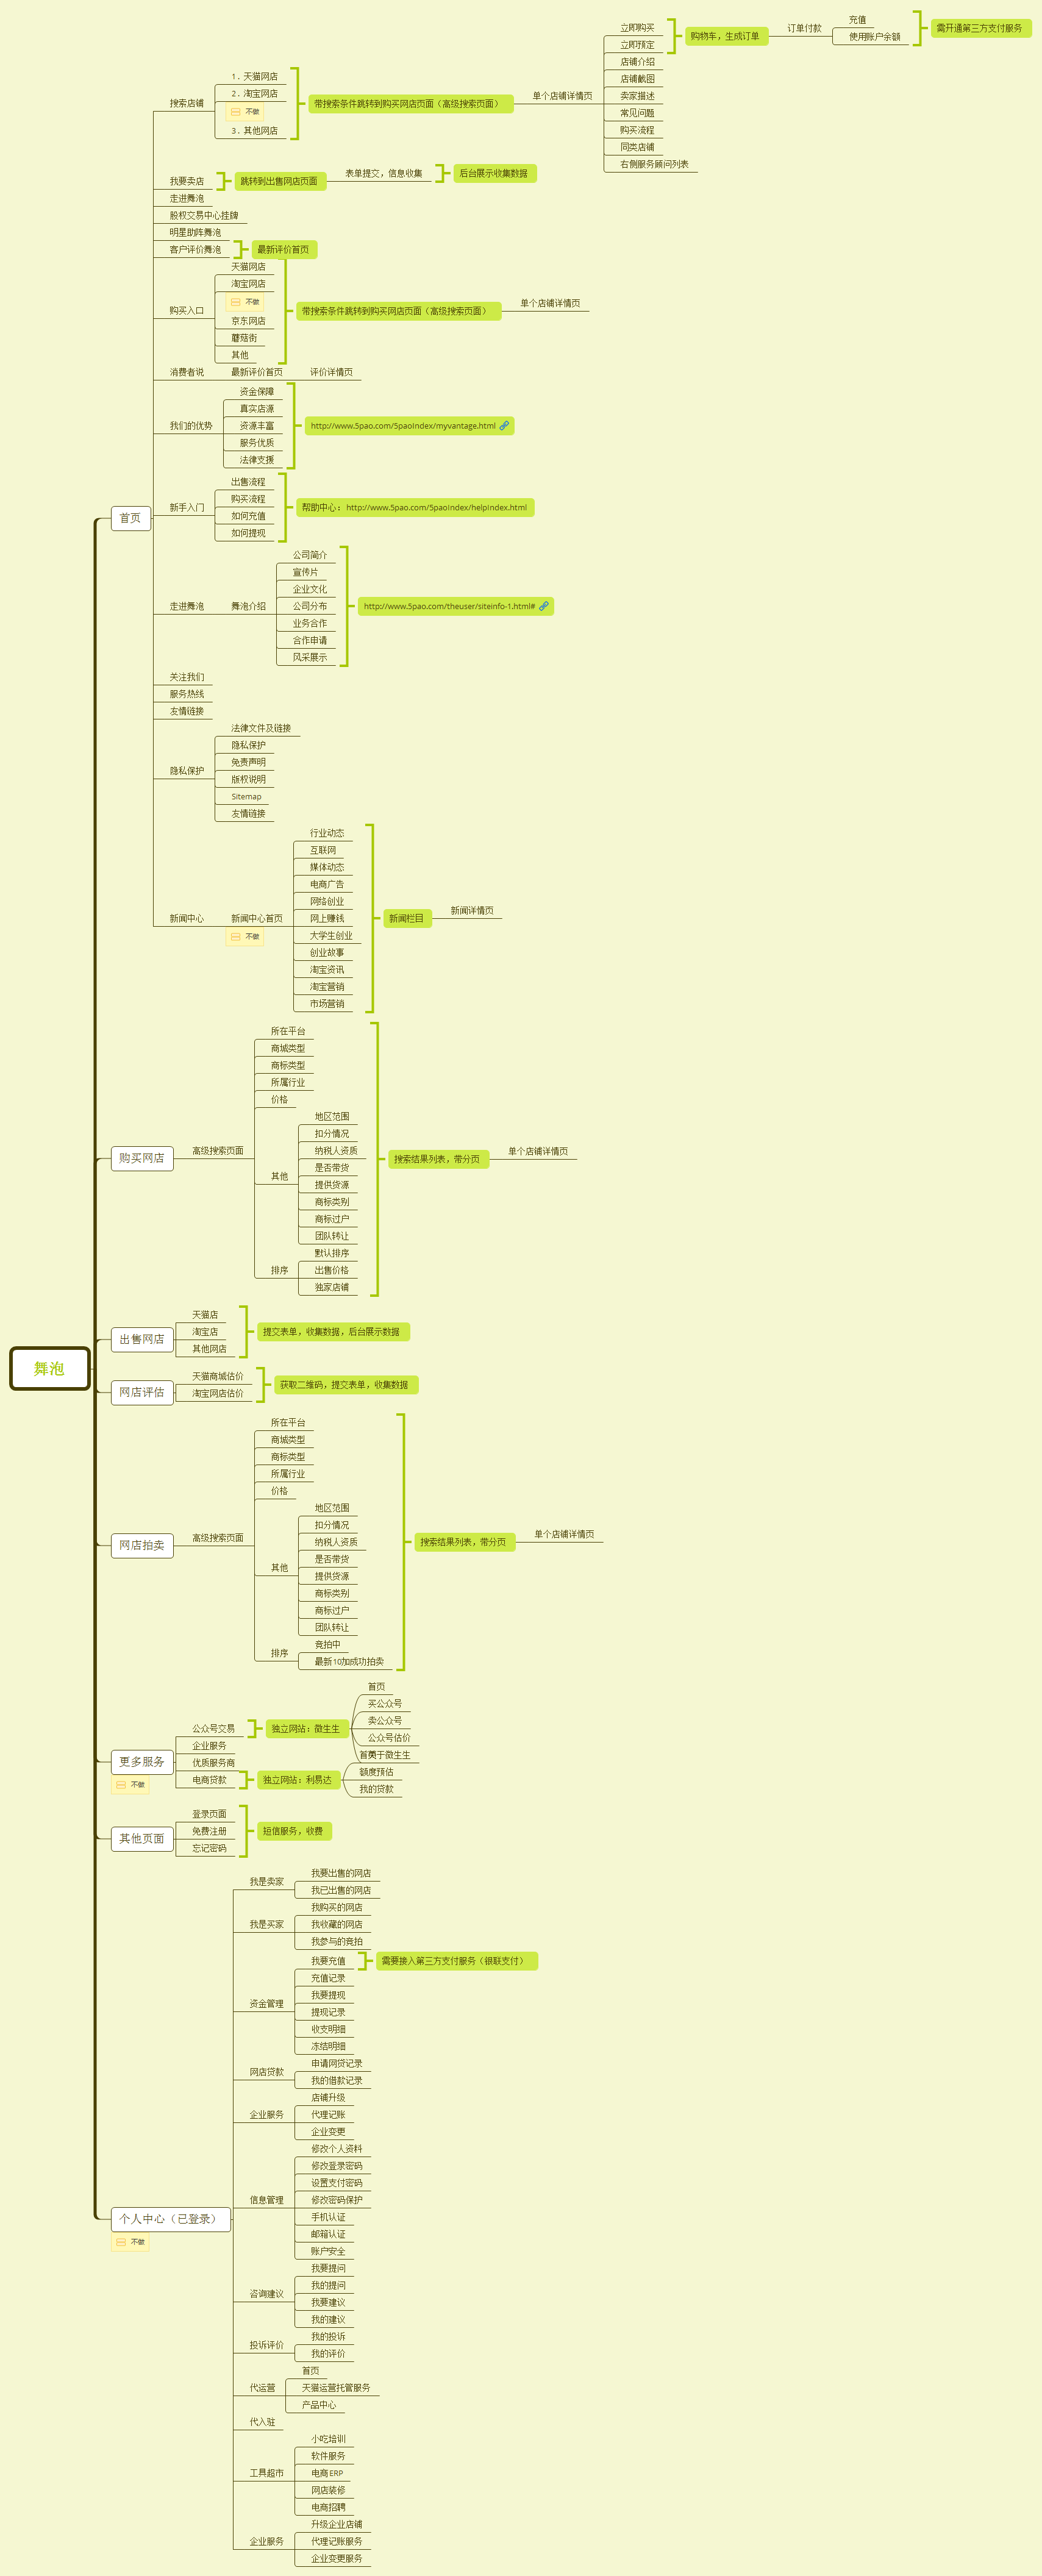 舞泡
首页
搜索店铺
1. 天猫网店
2. 淘宝网店
不做
3. 其他网店
带搜索条件跳转到购买网店页面（高级搜索页面）
单个店铺详情页
立即购买
立即预定
购物车，生成订单
订单付款
充值
使用账户余额
需开通第三方支付服务
店铺介绍
店铺截图
卖家描述
常见问题
购买流程
同类店铺
右侧服务顾问列表
我要卖店
跳转到出售网店页面
表单提交，信息收集
后台展示收集数据
走进舞泡
股权交易中心挂牌
明星助阵舞泡
客户评价舞泡
最新评价首页
购买入口
天猫网店
淘宝网店
不做
京东网店
蘑菇街
其他
带搜索条件跳转到购买网店页面（高级搜索页面）
单个店铺详情页
消费者说
最新评价首页
评价详情页
我们的优势
资金保障
真实店源
资源丰富
服务优质
法律支援
http://www.5pao.com/5paoIndex/myvantage.html
新手入门
出售流程
购买流程
如何充值
如何提现
帮助中心：http://www.5pao.com/5paoIndex/helpIndex.html
走进舞泡
舞泡介绍
公司简介
宣传片
企业文化
公司分布
业务合作
合作申请
风采展示
http://www.5pao.com/theuser/siteinfo-1.html#
关注我们
服务热线
友情链接
隐私保护
法律文件及链接
隐私保护
免责声明
版权说明
Sitemap
友情链接
新闻中心
新闻中心首页
不做
行业动态
互联网
媒体动态
电商广告
网络创业
网上赚钱
大学生创业
创业故事
淘宝资讯
淘宝营销
市场营销
新闻栏目
新闻详情页
购买网店
高级搜索页面
所在平台
商城类型
商标类型
所属行业
价格
其他
地区范围
扣分情况
纳税人资质
是否带货
提供货源
商标类别
商标过户
团队转让
排序
默认排序
出售价格
独家店铺
搜索结果列表，带分页
单个店铺详情页
出售网店
天猫店
淘宝店
其他网店
提交表单，收集数据，后台展示数据
网店评估
天猫商城估价
淘宝网店估价
获取二维码，提交表单，收集数据
网店拍卖
高级搜索页面
所在平台
商城类型
商标类型
所属行业
价格
其他
地区范围
扣分情况
纳税人资质
是否带货
提供货源
商标类别
商标过户
团队转让
排序
竞拍中
最新10加成功拍卖
搜索结果列表，带分页
单个店铺详情页
更多服务
不做
公众号交易
独立网站：微生生
首页
买公众号
卖公众号
公众号估价
关于微生生
企业服务
优质服务商
电商贷款
独立网站：利易达
首页
额度预估
我的贷款
其他页面
登录页面
免费注册
忘记密码
短信服务，收费
个人中心（已登录）
不做
我是卖家
我要出售的网店
我已出售的网店
我是买家
我购买的网店
我收藏的网店
我参与的竞拍
资金管理
我要充值
需要接入第三方支付服务（银联支付）
充值记录
我要提现
提现记录
收支明细
冻结明细
网店贷款
申请网贷记录
我的借款记录
企业服务
店铺升级
代理记账
企业变更
信息管理
修改个人资料
修改登录密码
设置支付密码
修改密码保护
手机认证
邮箱认证
账户安全
咨询建议
我要提问
我的提问
我要建议
我的建议
投诉评价
我的投诉
我的评价
代运营
首页
天猫运营托管服务
产品中心
代入驻
工具超市
小吃培训
软件服务
电商ERP
网店装修
电商招聘
企业服务
升级企业店铺
代理记账服务
企业变更服务